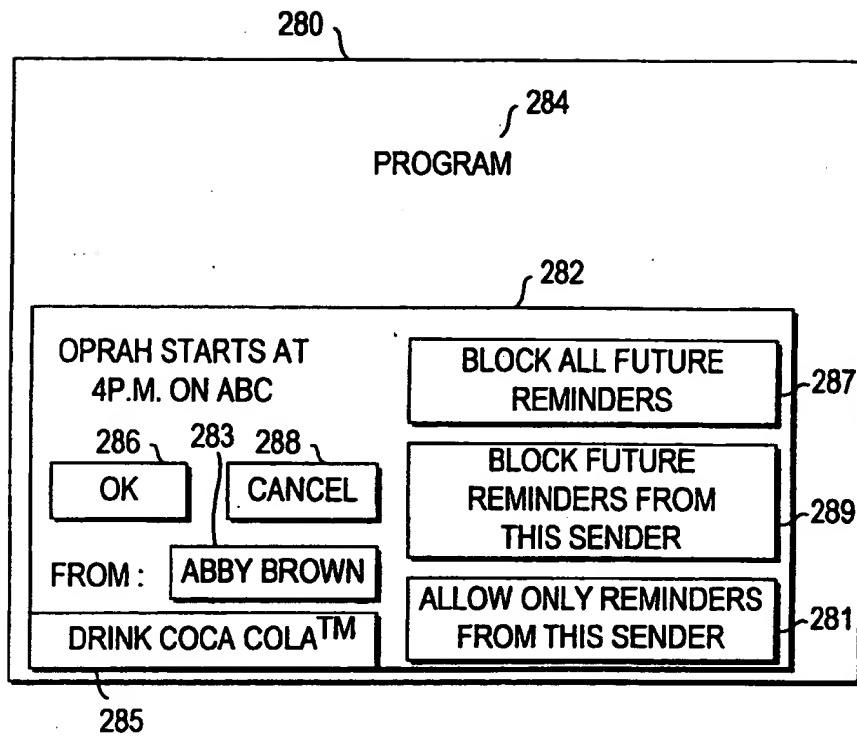 280
284
PROGRAM
282
OPRAH STARTS AT
4P.M. ON ABC
286
283
288
OK
CANCEL
FROM :
ABBY BROWN
DRINK COCA COLA™
285
BLOCK ALL FUTURE
REMINDERS
287
BLOCK FUTURE
REMINDERS FROM
THIS SENDER
289
ALLOW ONLY REMINDERS
FROM THIS SENDER
281